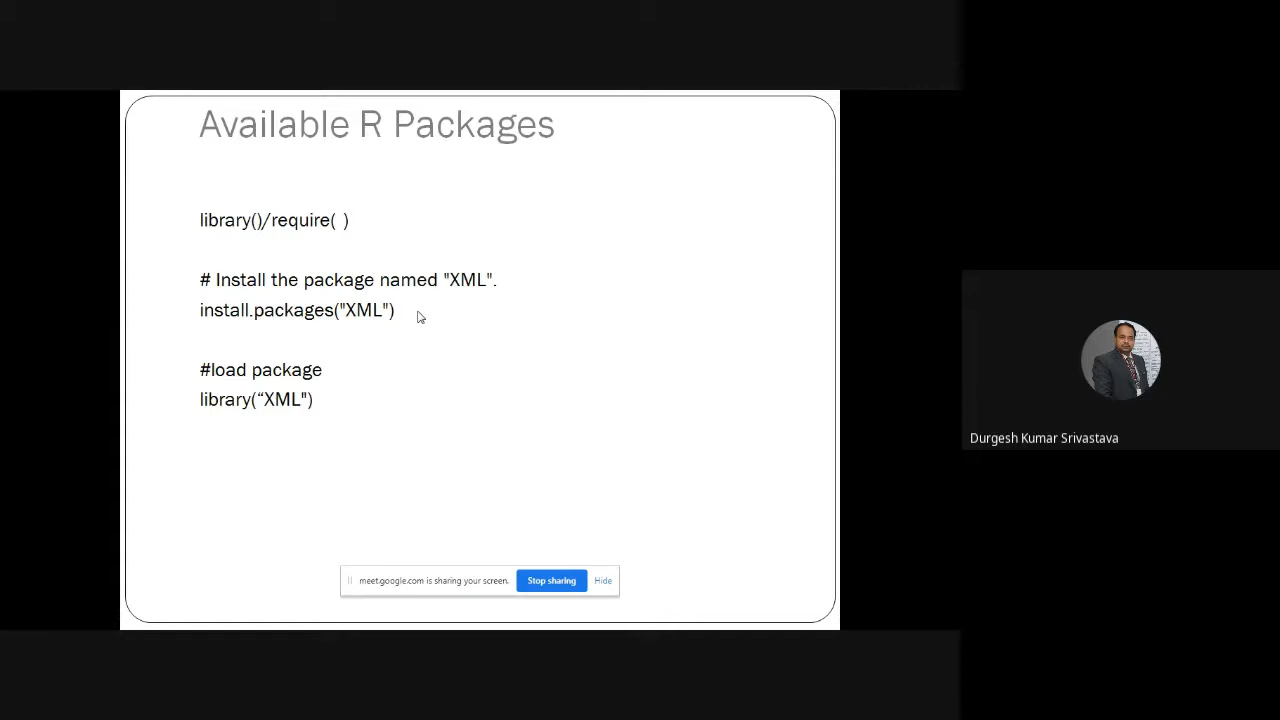 Available R Packages
library()/require( )
# Install the package named "XML".
install.packages("XML")
#load package
library(“XML")
meet.google.com is sharing your screen. Stop sharing Hide
Durgesh Kumar Srivastava